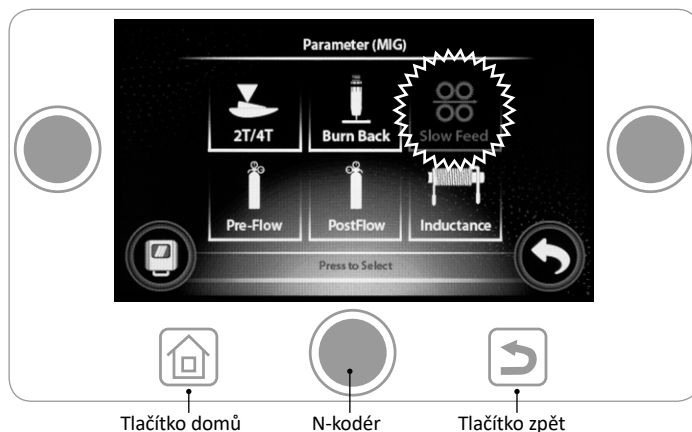 Parameter (MIG)
2T/4T Burn Back Slow Feed
Pre-Flow PostFlow Inductance
Press to Select
Tlačítko domů N-kodér Tlačítko zpět